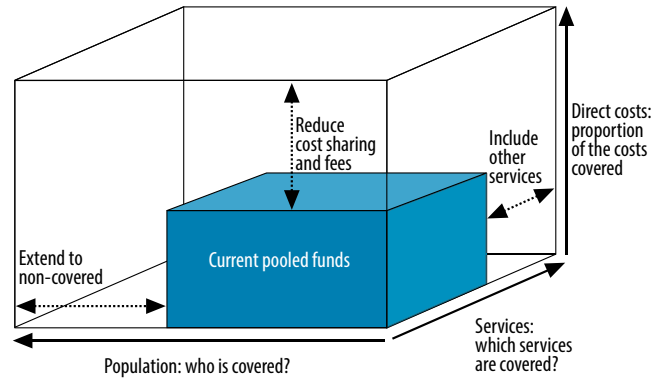 Reduce
cost sharing
and fees
Include
other
services
Direct costs:
proportion
of the costs
covered
Extend to
non-covered
Current pooled funds
Population: who is covered?
Services:
which services
are covered?